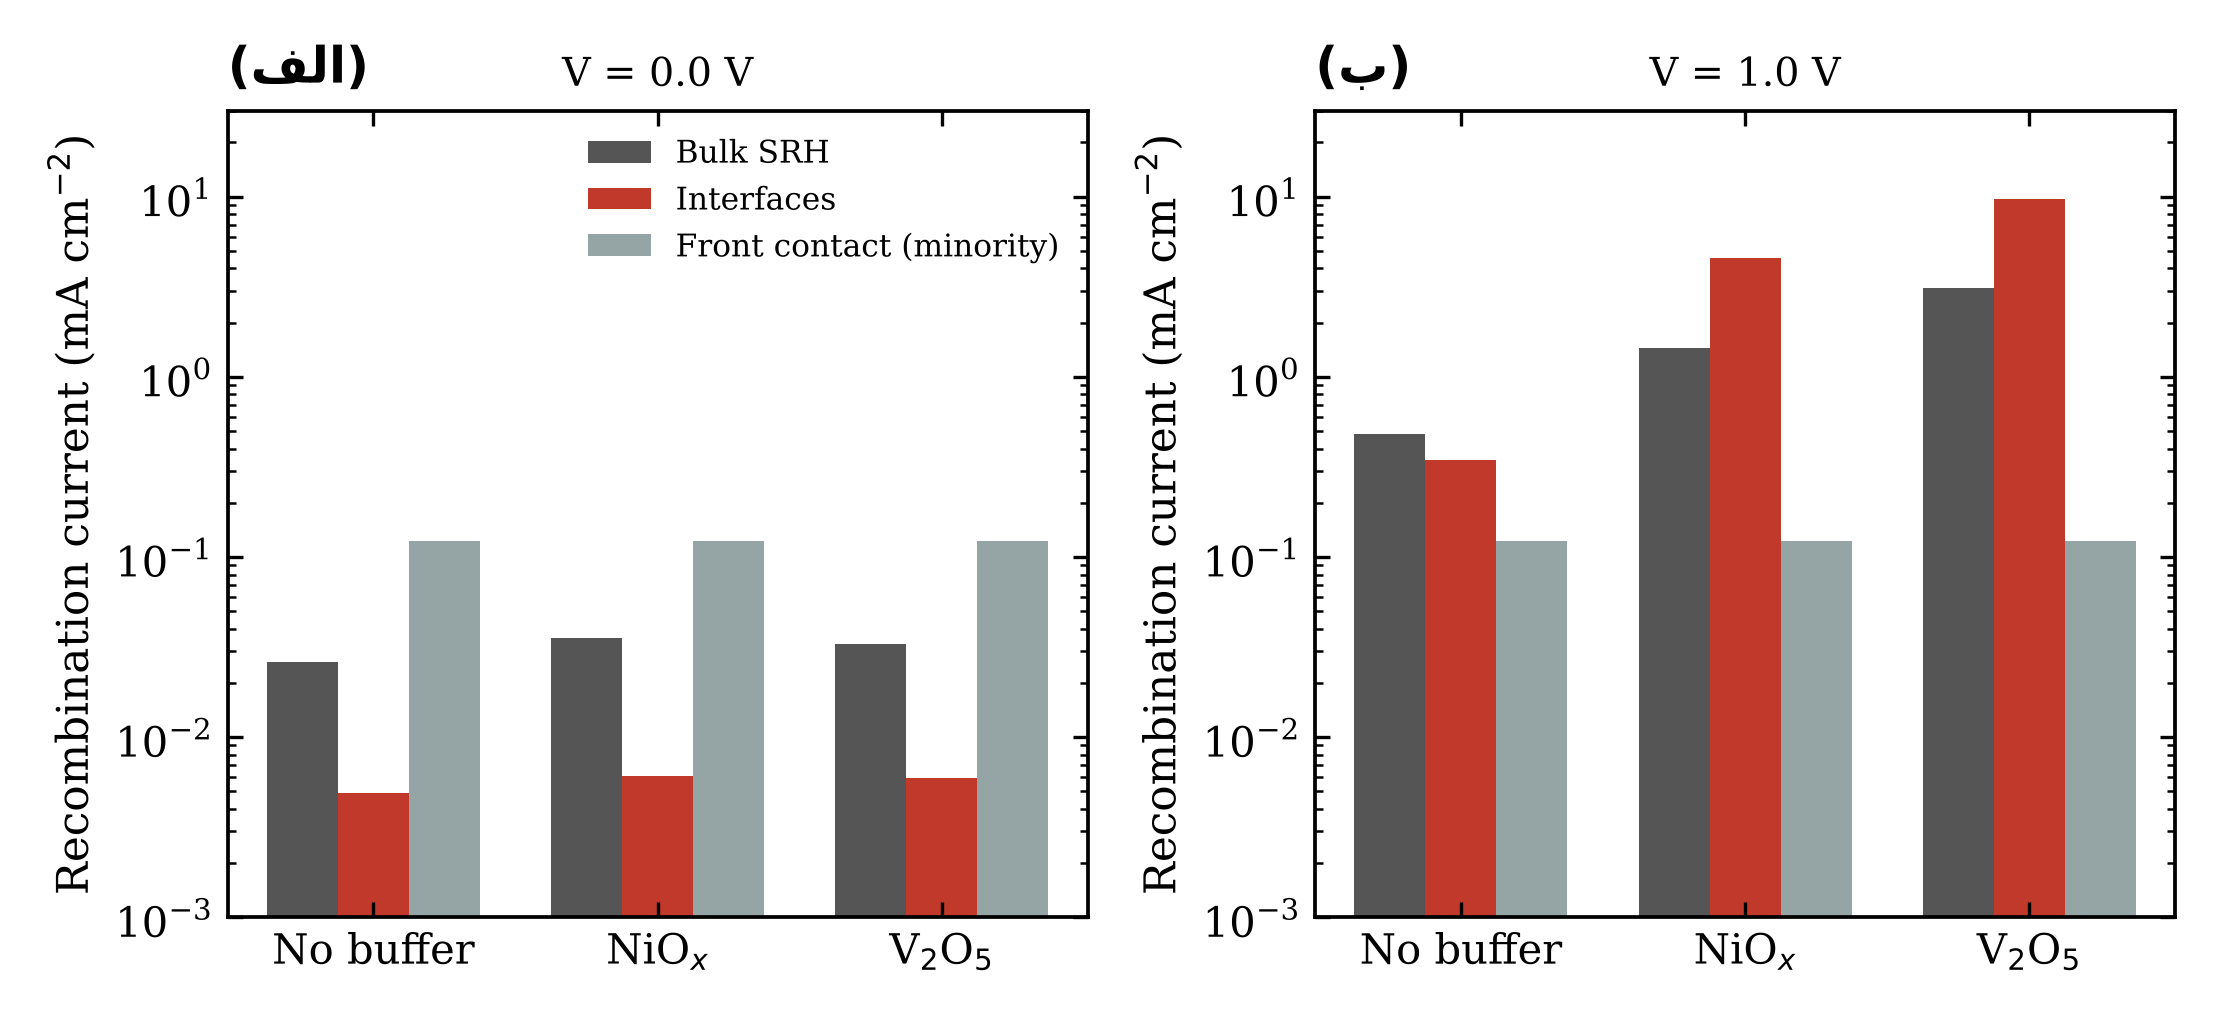 (الف)
V = 0.0 V
Recombination current (mA cm⁻²)
10¹
10⁰
10⁻¹
10⁻²
10⁻³
Bulk SRH
Interfaces
Front contact (minority)
No buffer
NiOₓ
V₂O₅
(ب)
V = 1.0 V
Recombination current (mA cm⁻²)
10¹
10⁰
10⁻¹
10⁻²
10⁻³
No buffer
NiOₓ
V₂O₅